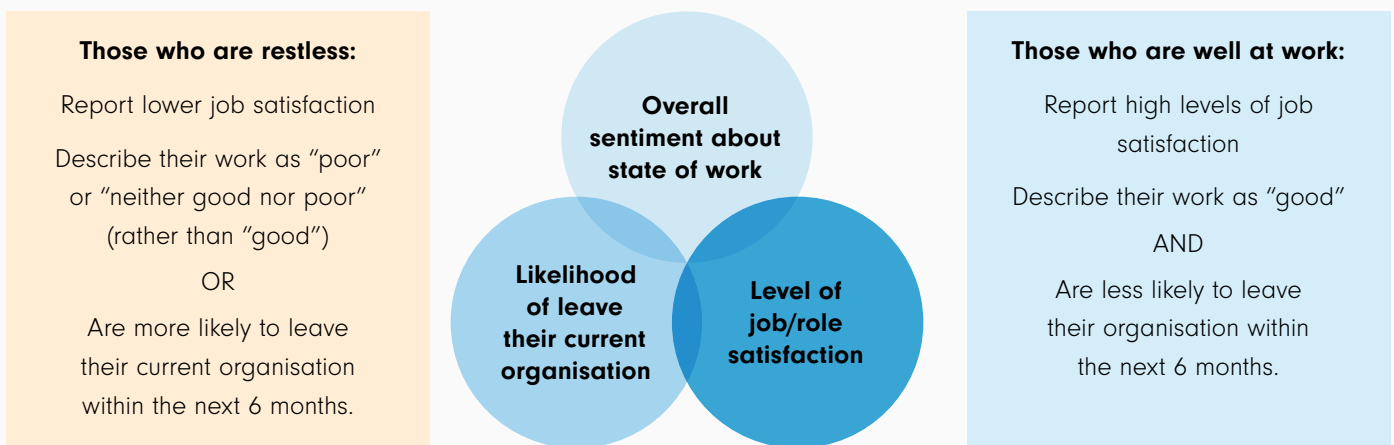 Those who are restless:
Report lower job satisfaction
Describe their work as “poor”
or “neither good nor poor”
(rather than “good”)
OR
Are more likely to leave
their current organisation
within the next 6 months.
Overall
sentiment about
state of work
Likelihood
of leave
their current
organisation
Level of
job/role
satisfaction
Those who are well at work:
Report high levels of job
satisfaction
Describe their work as “good”
AND
Are less likely to leave
their organisation within
the next 6 months.